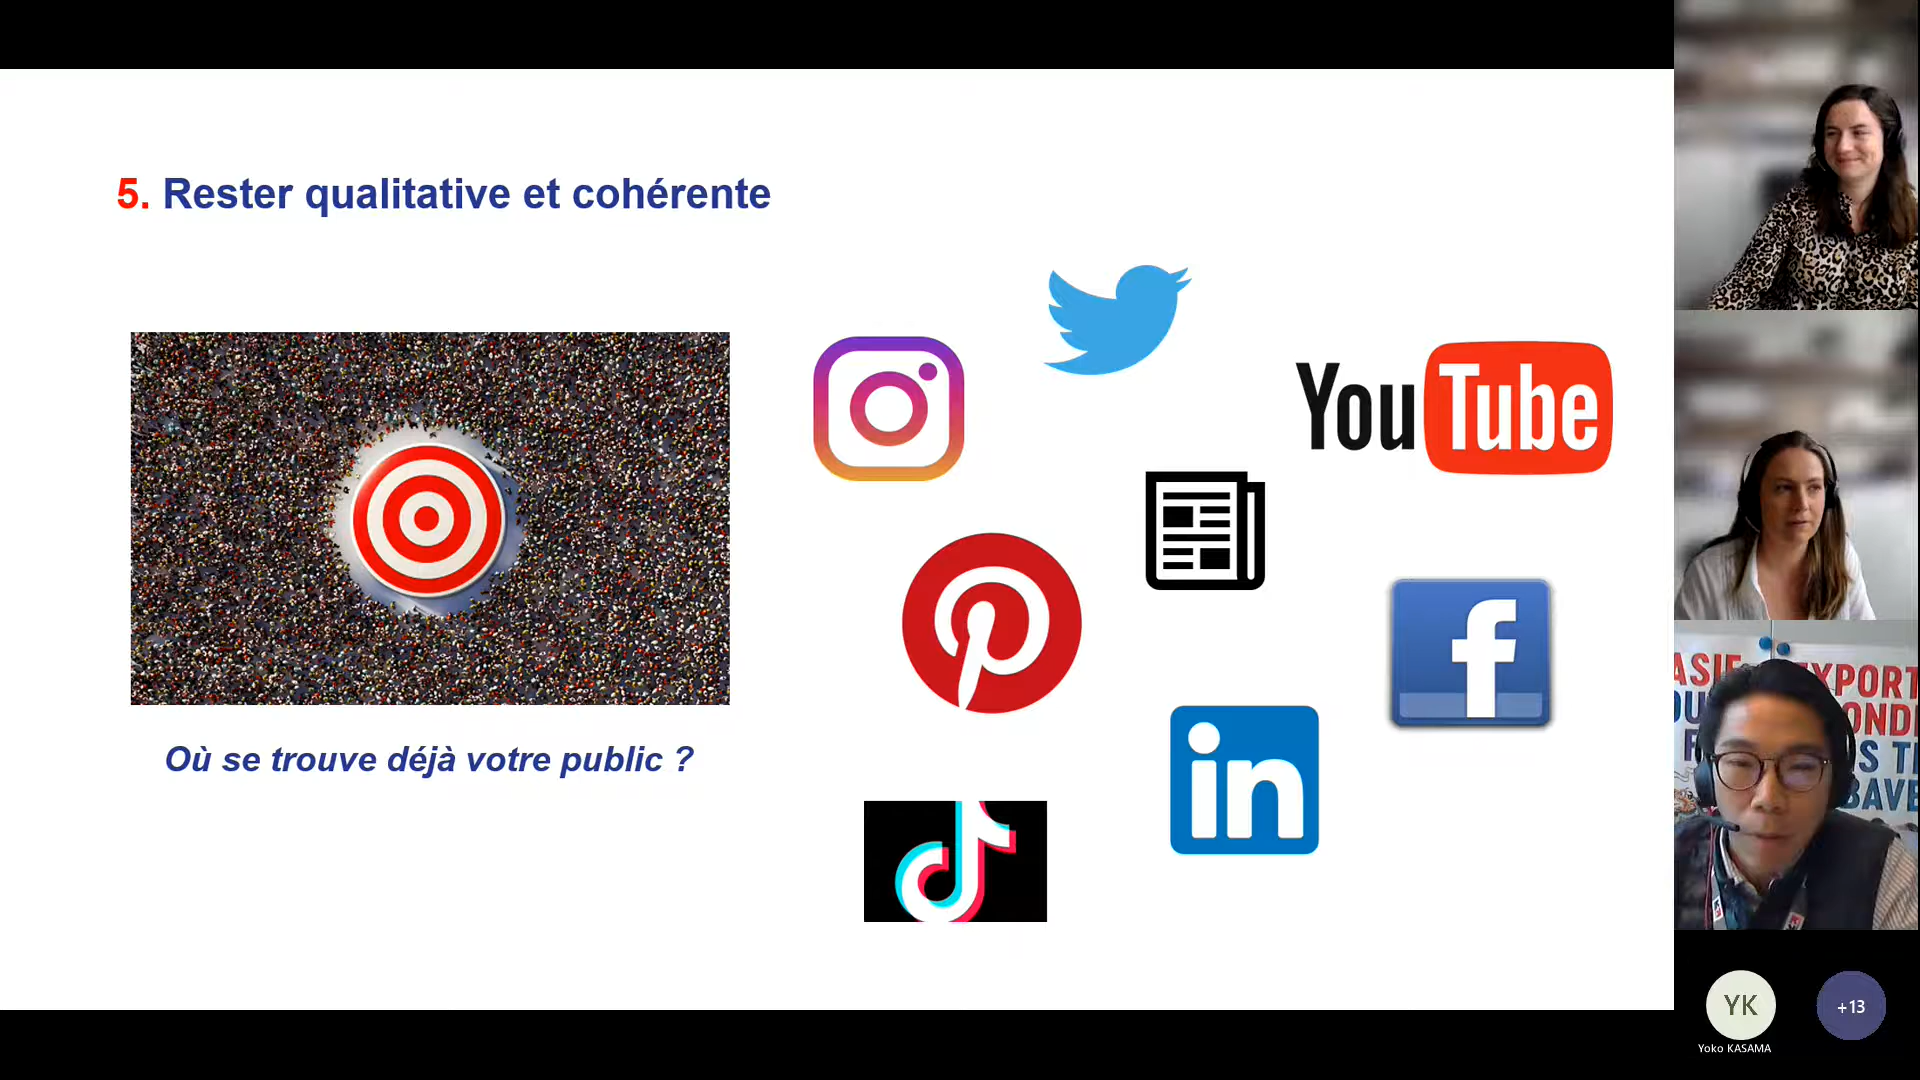 5. Rester qualitative et cohérente
YouTube
in
f
Où se trouve déjà votre public ?
YK
+13
Yoko KASAMA